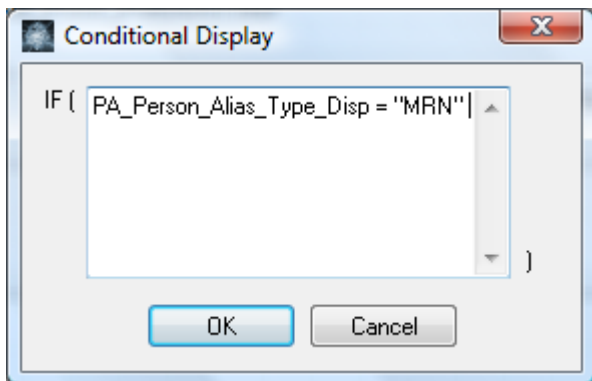 Conditional Display
IF ( PA_Person_Alias_Type_Disp = "MRN" )
OK Cancel